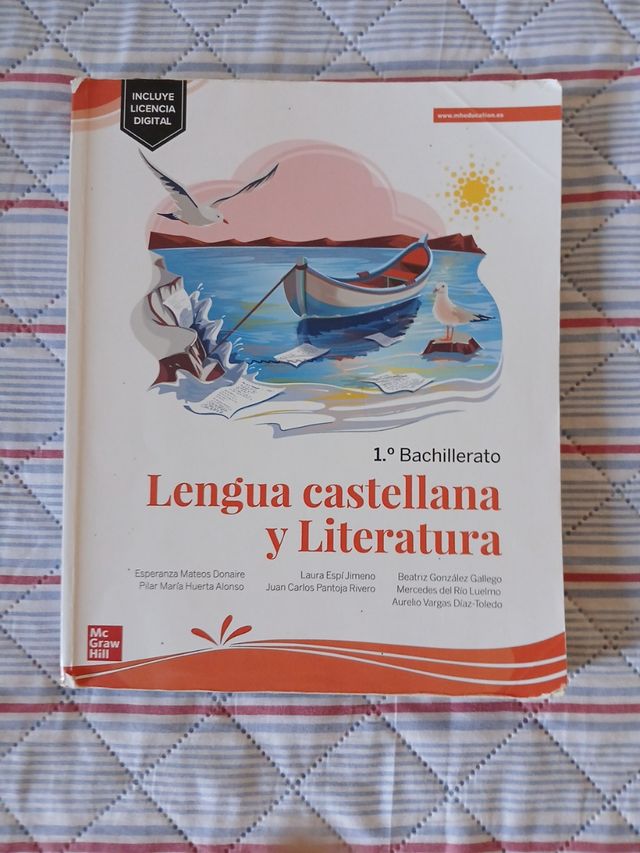 INCLUYE
LICENCIA
DIGITAL
www.mheducation.es
1.º Bachillerato
Lengua castellana
y Literatura
Esperanza Mateos Donaire
Pilar María Huerta Alonso
Laura Espí Jimeno
Juan Carlos Pantoja Rivero
Beatriz González Gallego
Mercedes del Río Luelmo
Aurelio Vargas Díaz-Toledo
Mc
Graw
Hill